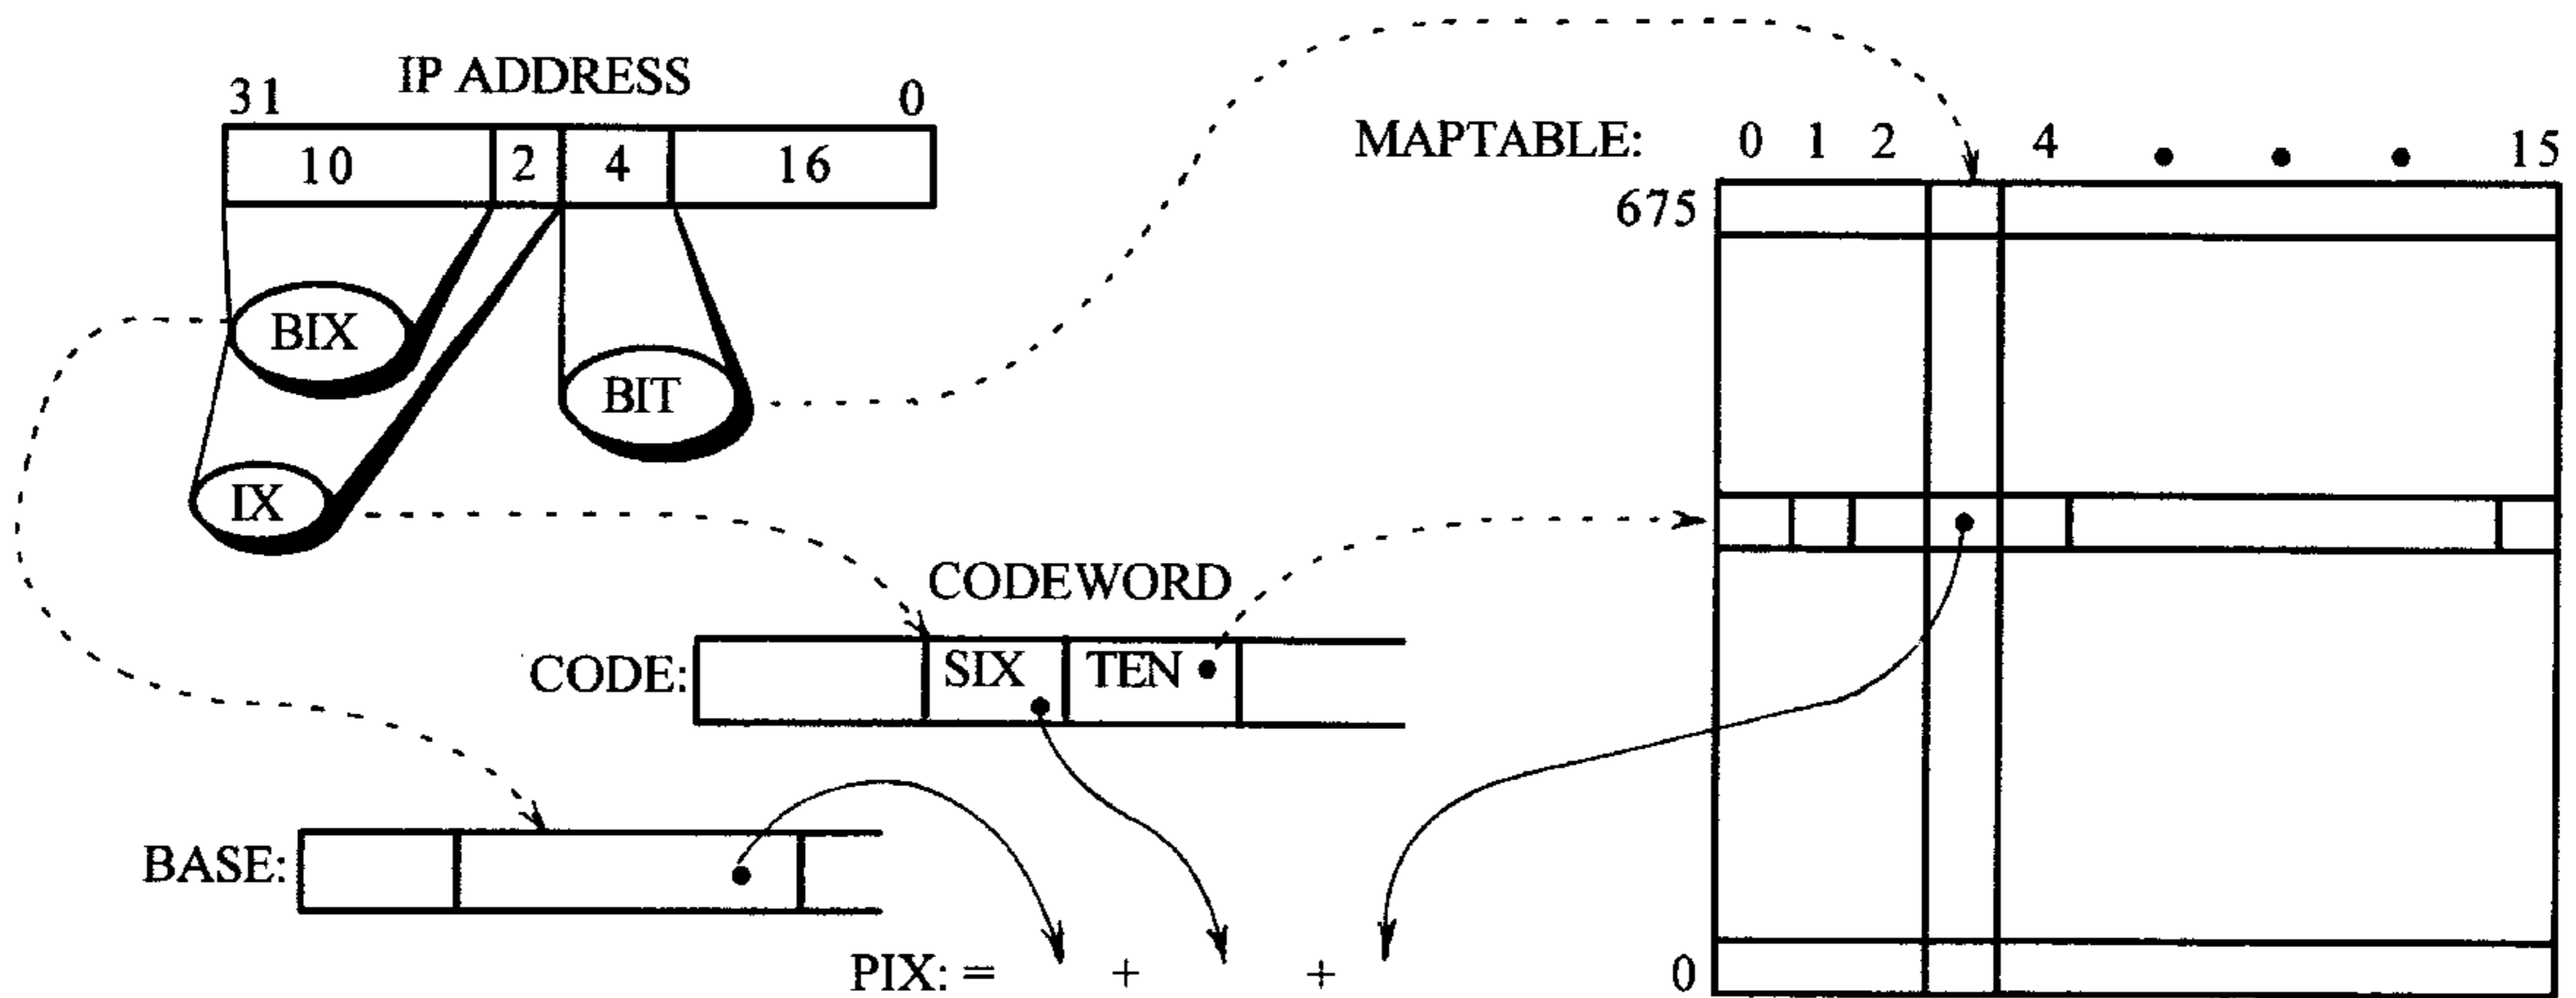 IP ADDRESS
31 0
10 2 4 16
MAPTABLE: 0 1 2 4 • • • 15
675
BIX
BIT
IX
CODEWORD
CODE: SIX TEN
BASE:
PIX: = + +
0